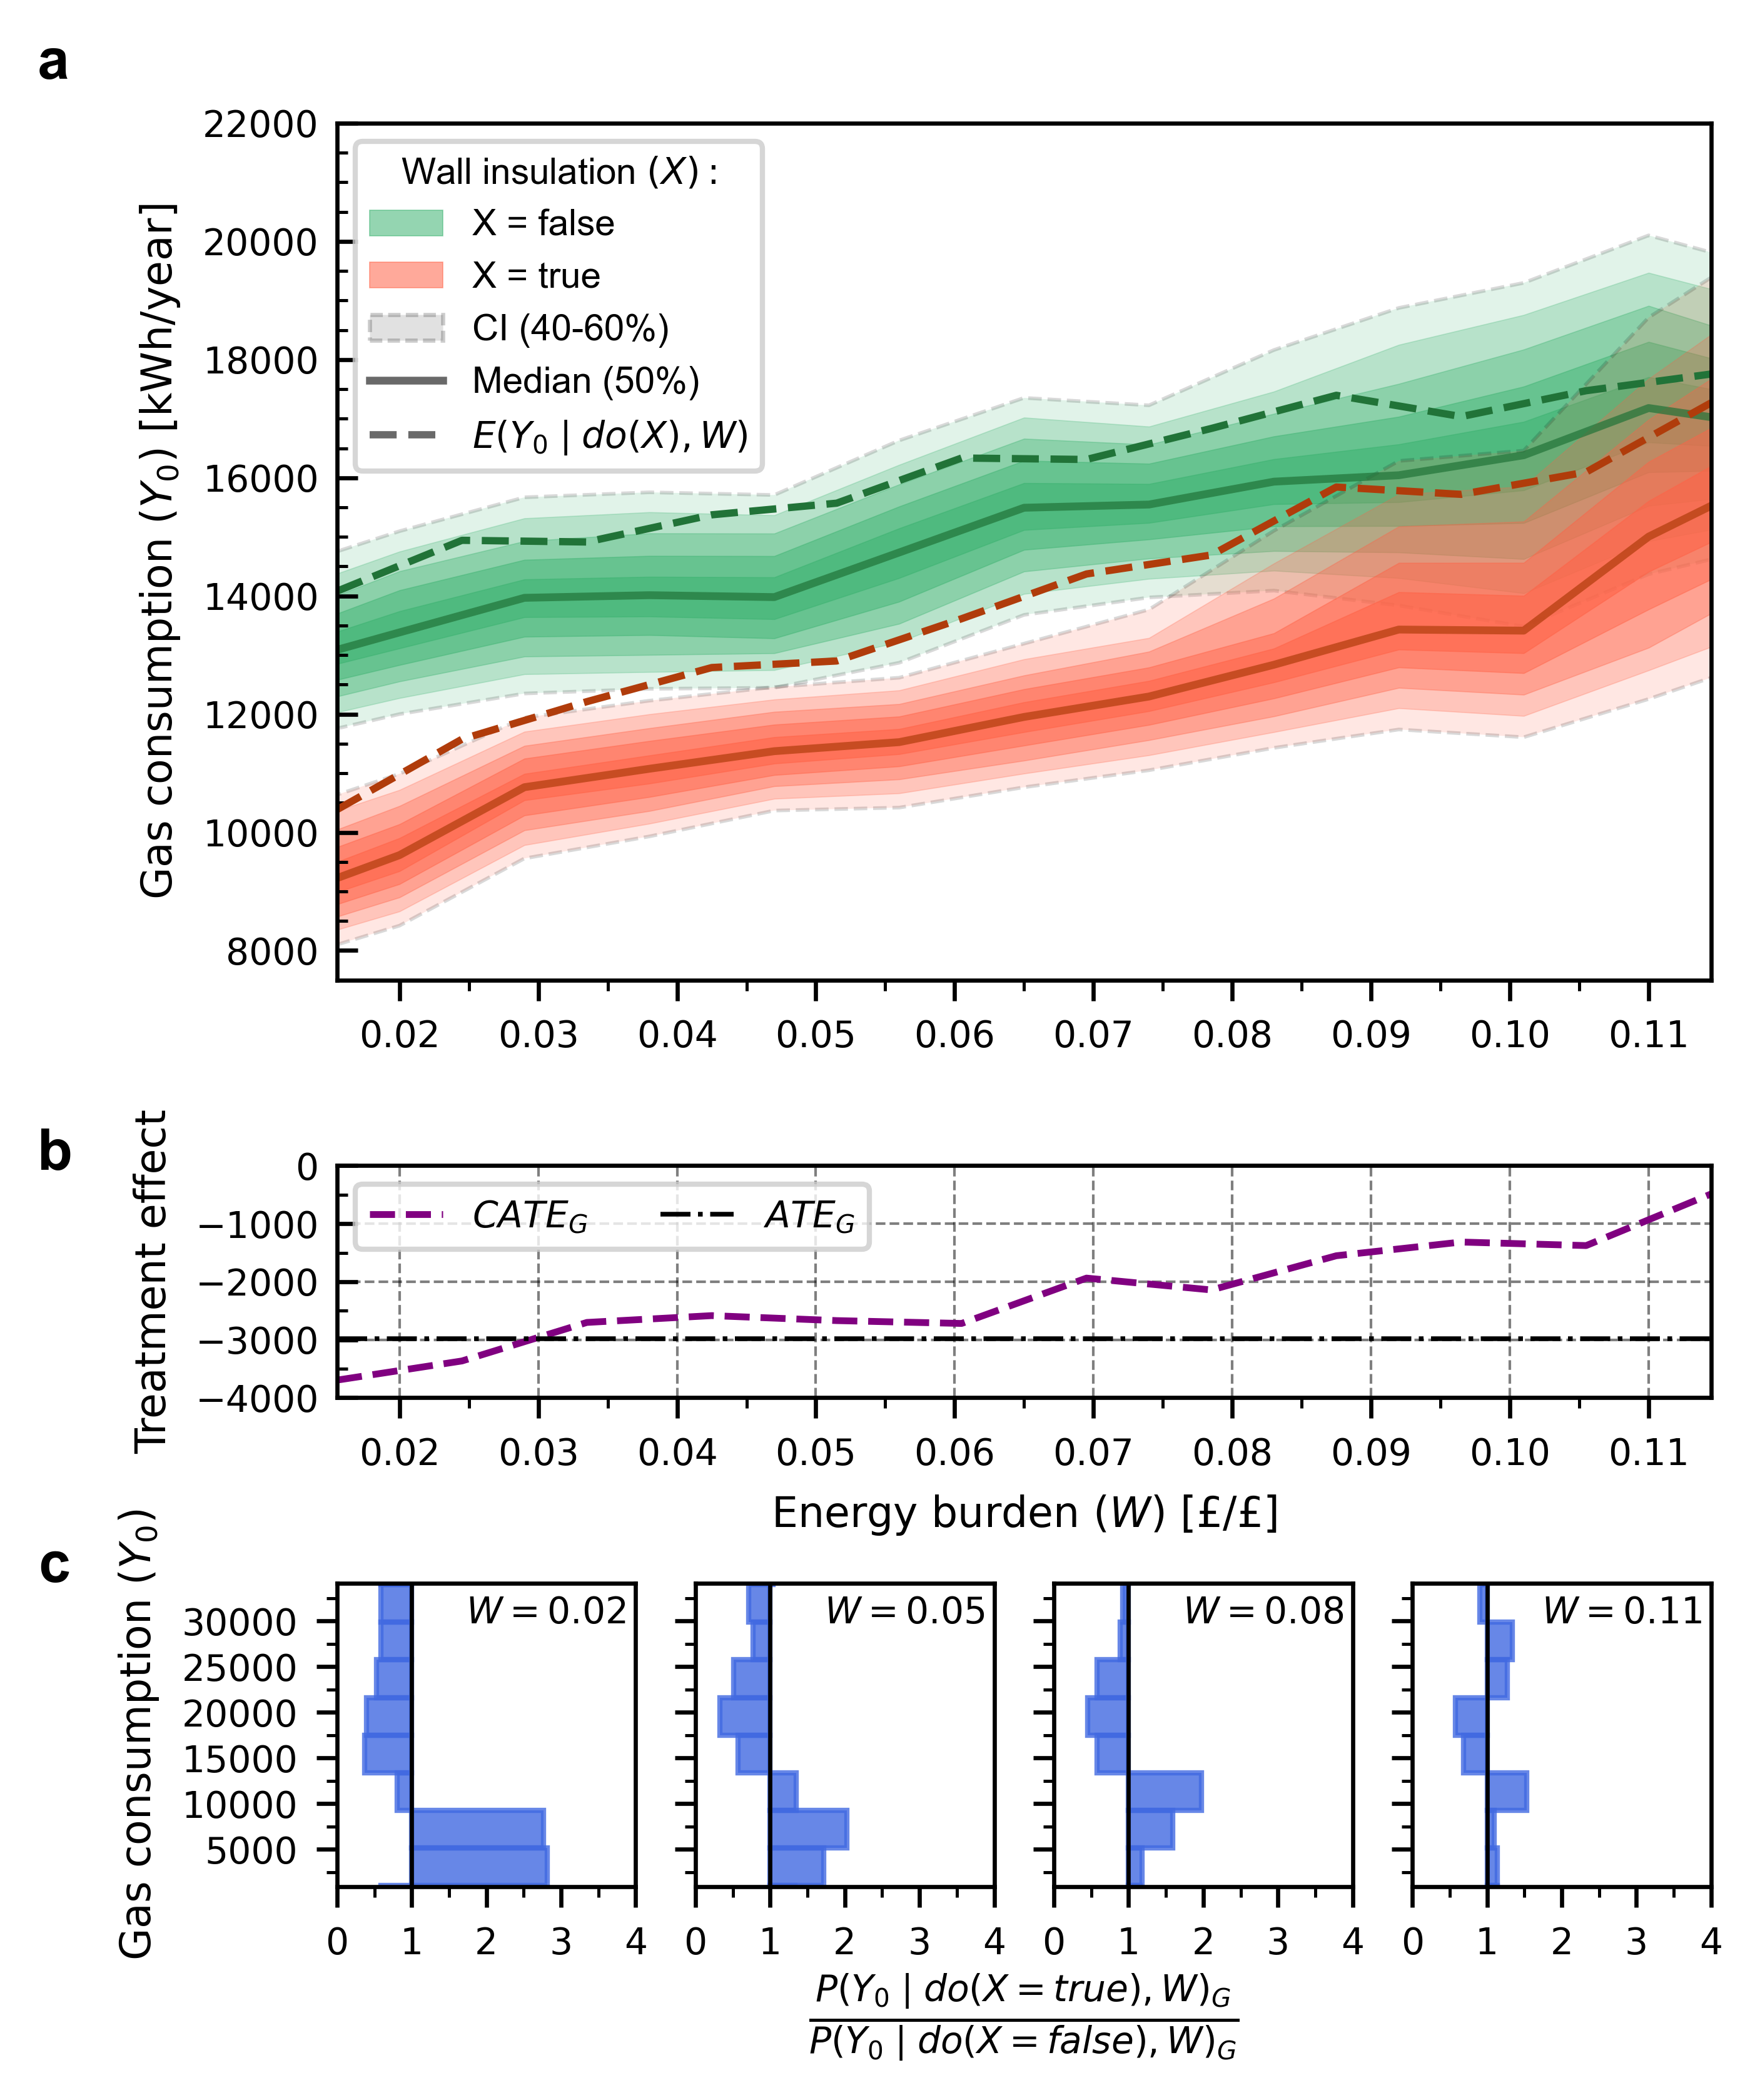 a
22000
20000
18000
16000
14000
12000
10000
8000
Gas consumption (Y₀) [kWh/year]
Wall insulation (X) :
X = false
X = true
CI (40-60%)
Median (50%)
E(Y₀ | do(X), W)
0.02 0.03 0.04 0.05 0.06 0.07 0.08 0.09 0.10 0.11
b
Treatment effect
0
−1000
−2000
−3000
−4000
CATE_G ATE_G
0.02 0.03 0.04 0.05 0.06 0.07 0.08 0.09 0.10 0.11
Energy burden (W) [£/£]
c
Gas consumption (Y₀)
30000
25000
20000
15000
10000
5000
W = 0.02 W = 0.05 W = 0.08 W = 0.11
0 1 2 3 4 0 1 2 3 4 0 1 2 3 4 0 1 2 3 4
P(Y₀ | do(X = true), W)_G
P(Y₀ | do(X = false), W)_G